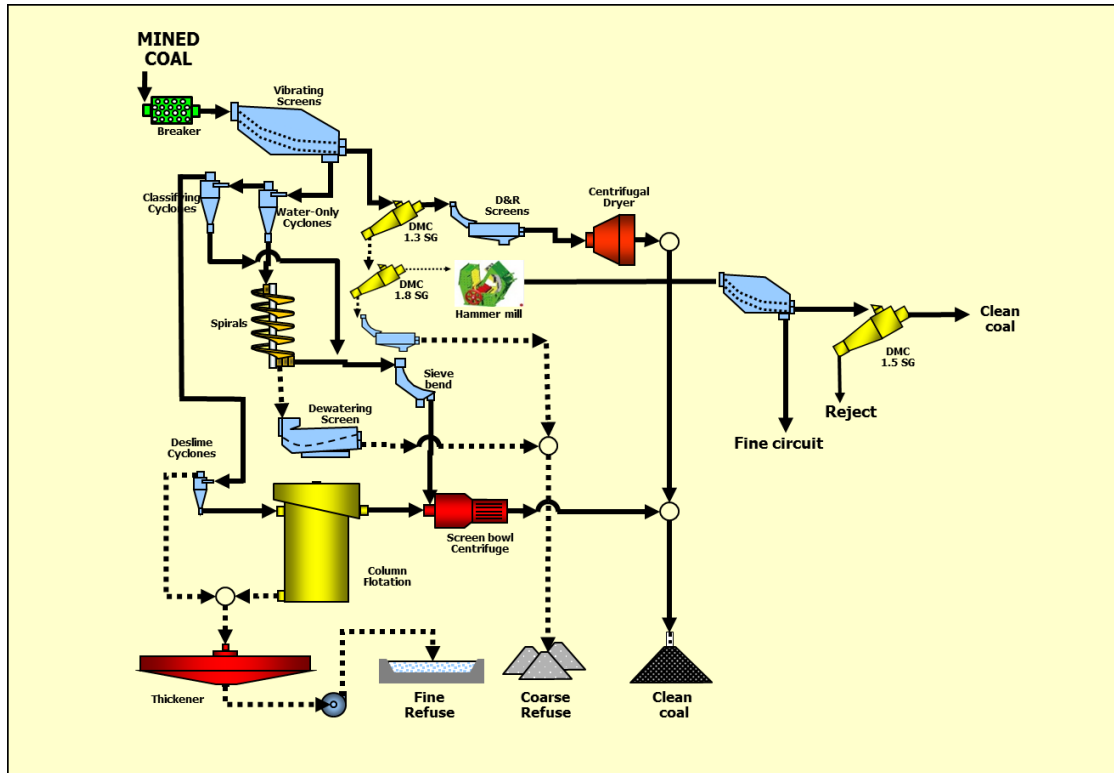 MINED
COAL
Vibrating
Screens
Breaker
Classifying
Cyclones
Water-Only
Cyclones
DMC
1.3 SG
D&R
Screens
Centrifugal
Dryer
DMC
1.8 SG
Hammer mill
Clean
coal
DMC
1.5 SG
Reject
Fine circuit
Spirals
Sieve
bend
Dewatering
Screen
Deslime
Cyclones
Screen bowl
Centrifuge
Column
Flotation
Thickener
Fine
Refuse
Coarse
Refuse
Clean
coal